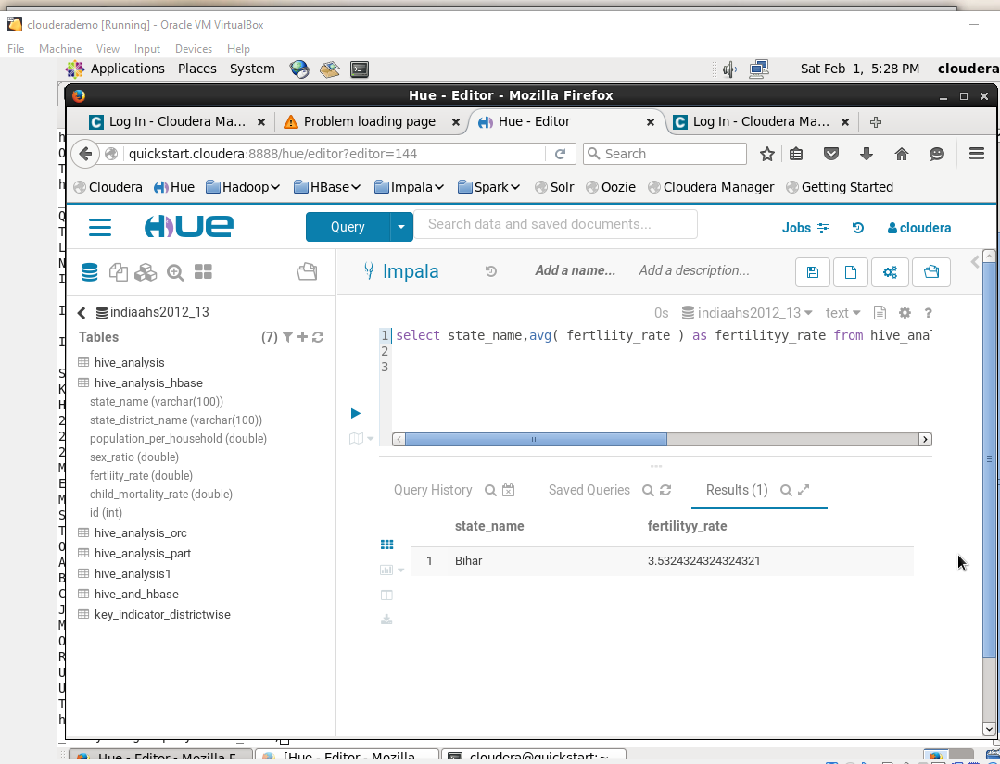 clouderademo [Running] - Oracle VM VirtualBox
File Machine View Input Devices Help
Applications Places System Sat Feb 1, 5:28 PM cloudera
Hue - Editor - Mozilla Firefox
Log In - Cloudera Ma... Problem loading page Hue - Editor Log In - Cloudera Ma...
quickstart.cloudera:8888/hue/editor?editor=144 Search
Cloudera Hue Hadoop HBase Impala Spark Solr Oozie Cloudera Manager Getting Started
HUE Query Search data and saved documents... Jobs cloudera
Impala Add a name... Add a description...
indiaahs2012_13
0s indiaahs2012_13 text ?
Tables (7)
1 select state_name,avg( fertliity_rate ) as fertilityy_rate from hive_ana
2
3
hive_analysis
hive_analysis_hbase
state_name (varchar(100))
state_district_name (varchar(100))
population_per_household (double)
sex_ratio (double)
fertliity_rate (double)
child_mortality_rate (double)
id (int)
hive_analysis_orc
hive_analysis_part
hive_analysis1
hive_and_hbase
key_indicator_districtwise
Query History Saved Queries Results (1)
state_name fertilityy_rate
1 Bihar 3.5324324324324321
Hue - Editor - Mozilla F [Hue - Editor - Mozilla cloudera@quickstart:~